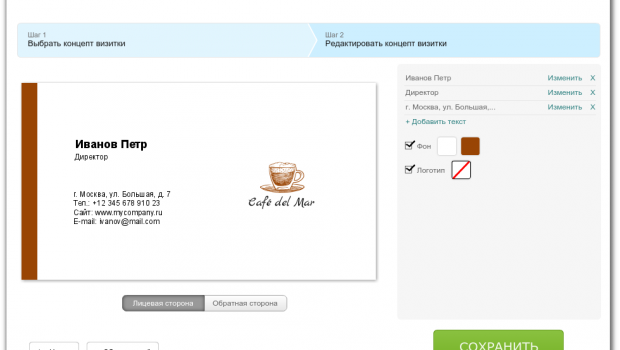 Шаг 1
Выбрать концепт визитки
Шаг 2
Редактировать концепт визитки
Иванов Петр
Директор
г. Москва, ул. Большая, д. 7
Тел.: +12 345 678 910 23
Сайт: www.mycompany.ru
E-mail: ivanov@mail.com
Café del Mar
Лицевая сторона
Обратная сторона
Иванов Петр Изменить X
Директор Изменить X
г. Москва, ул. Большая,... Изменить X
+ Добавить текст
Фон
Логотип
СОХРАНИТЬ